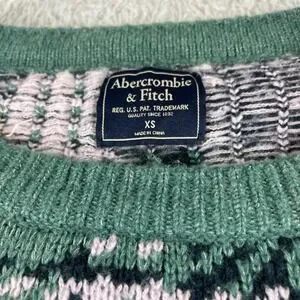 Abercrombie
& Fitch
REG. U.S. PAT. TRADEMARK
QUALITY SINCE 1892
XS
MADE IN CHINA